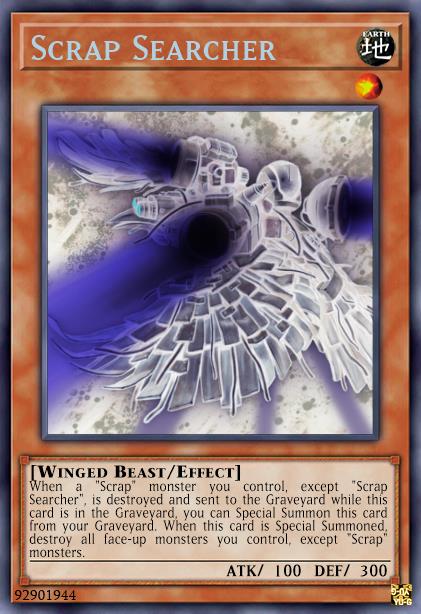 Scrap Searcher
EARTH
地
[Winged Beast/Effect]
When a "Scrap" monster you control, except "Scrap
Searcher", is destroyed and sent to the Graveyard while this
card is in the Graveyard, you can Special Summon this card
from your Graveyard. When this card is Special Summoned,
destroy all face-up monsters you control, except "Scrap"
monsters.
ATK/ 100 DEF/ 300
92901944